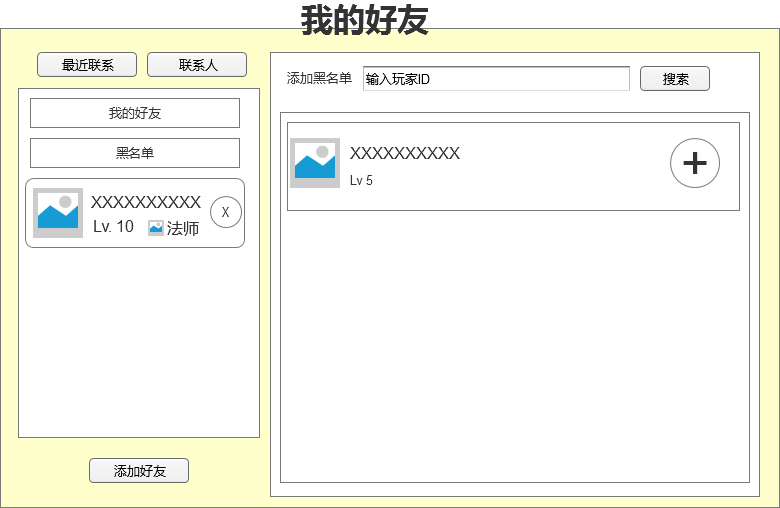 我的好友
最近联系
联系人
我的好友
黑名单
XXXXXXXXXX
Lv. 10
法师
X
添加好友
添加黑名单
输入玩家ID
搜索
XXXXXXXXXX
Lv 5
+